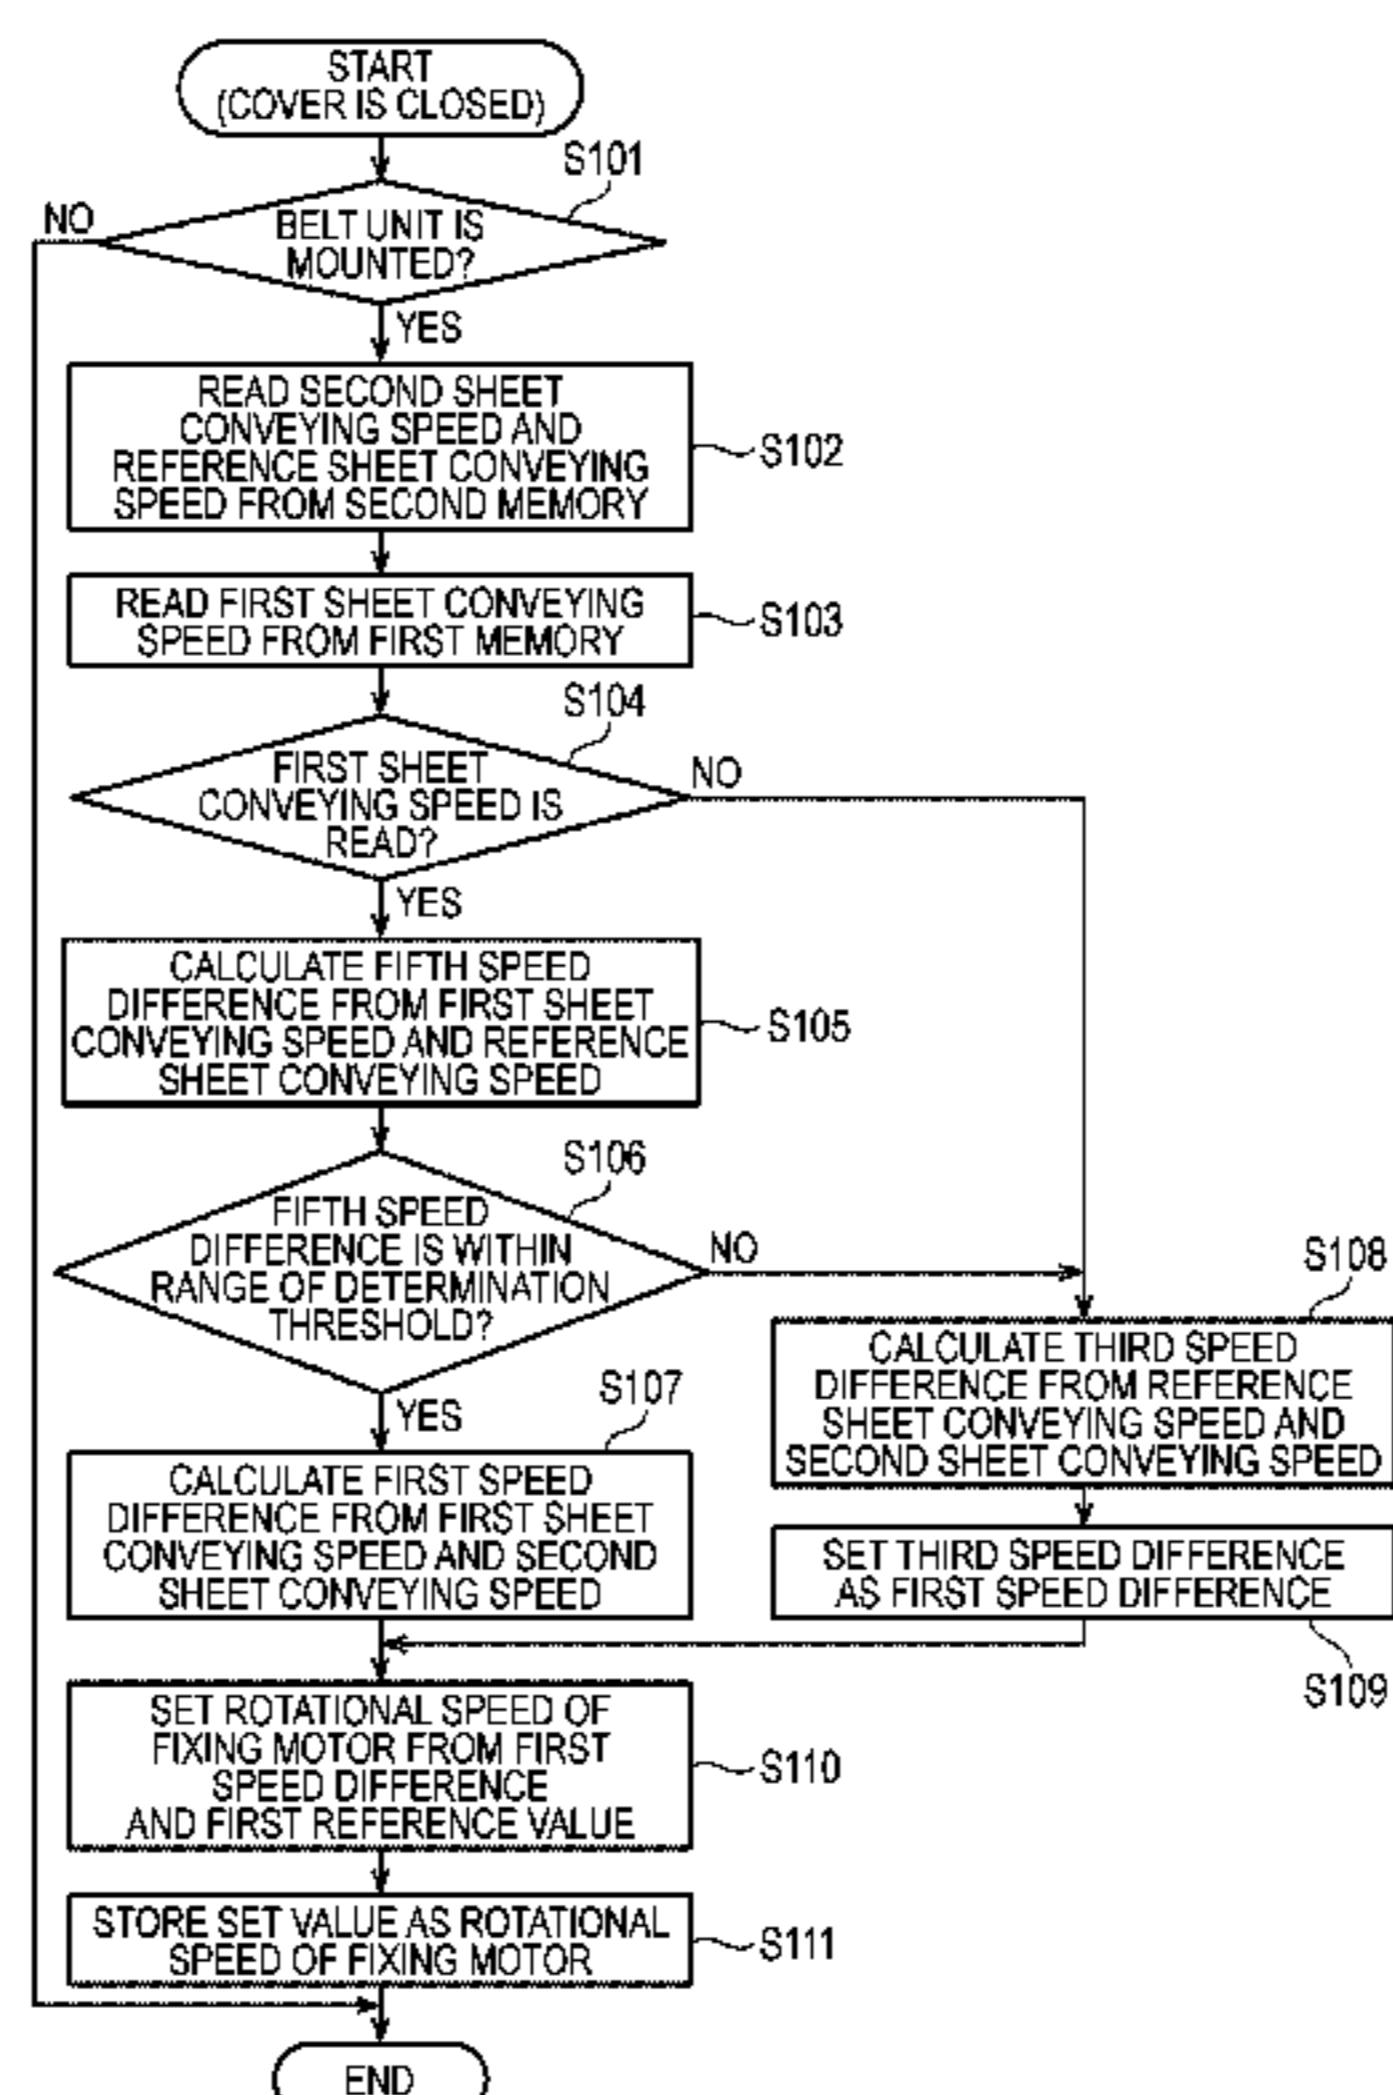 START
(COVER IS CLOSED)
S101
NO
BELT UNIT IS
MOUNTED?
YES
READ SECOND SHEET
CONVEYING SPEED AND
REFERENCE SHEET CONVEYING
SPEED FROM SECOND MEMORY
S102
READ FIRST SHEET CONVEYING
SPEED FROM FIRST MEMORY
S103
S104
FIRST SHEET
CONVEYING SPEED IS
READ?
NO
YES
CALCULATE FIFTH SPEED
DIFFERENCE FROM FIRST SHEET
CONVEYING SPEED AND REFERENCE
SHEET CONVEYING SPEED
S105
S106
FIFTH SPEED
DIFFERENCE IS WITHIN
RANGE OF DETERMINATION
THRESHOLD?
NO
YES
S108
CALCULATE THIRD SPEED
DIFFERENCE FROM REFERENCE
SHEET CONVEYING SPEED AND
SECOND SHEET CONVEYING SPEED
S107
CALCULATE FIRST SPEED
DIFFERENCE FROM FIRST SHEET
CONVEYING SPEED AND SECOND
SHEET CONVEYING SPEED
SET THIRD SPEED DIFFERENCE
AS FIRST SPEED DIFFERENCE
S109
SET ROTATIONAL SPEED OF
FIXING MOTOR FROM FIRST
SPEED DIFFERENCE
AND FIRST REFERENCE VALUE
S110
STORE SET VALUE AS ROTATIONAL
SPEED OF FIXING MOTOR
S111
END